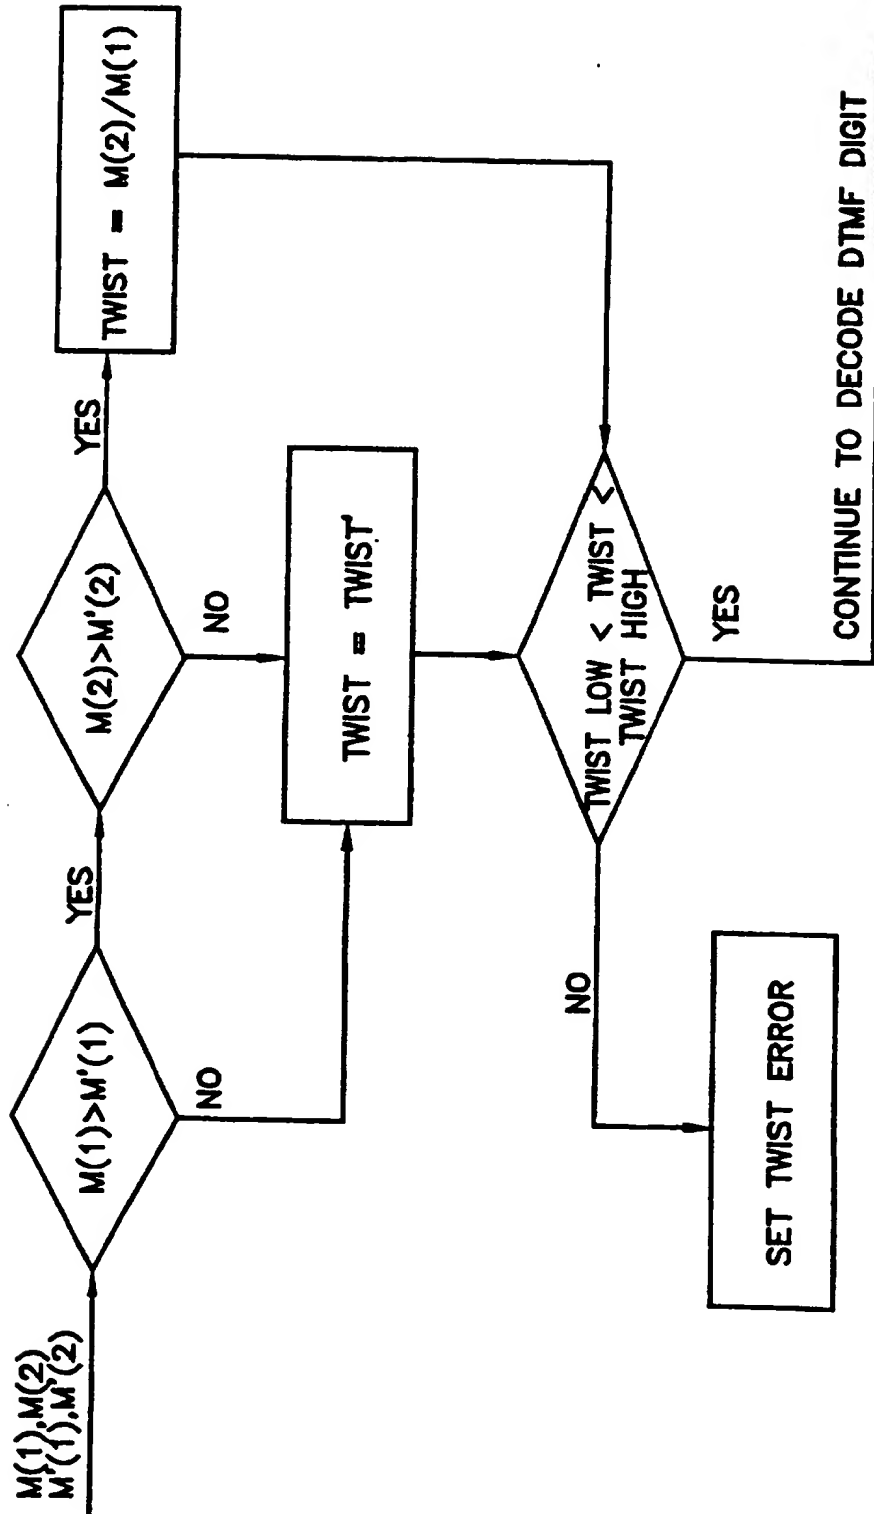 M(1),M(2)
M'(1),M'(2)
M(1)>M'(1)
YES
NO
M(2)>M'(2)
YES
NO
TWIST = M(2)/M(1)
TWIST = TWIST'
TWIST LOW < TWIST <
TWIST HIGH
NO
YES
SET TWIST ERROR
CONTINUE TO DECODE DTMF DIGIT